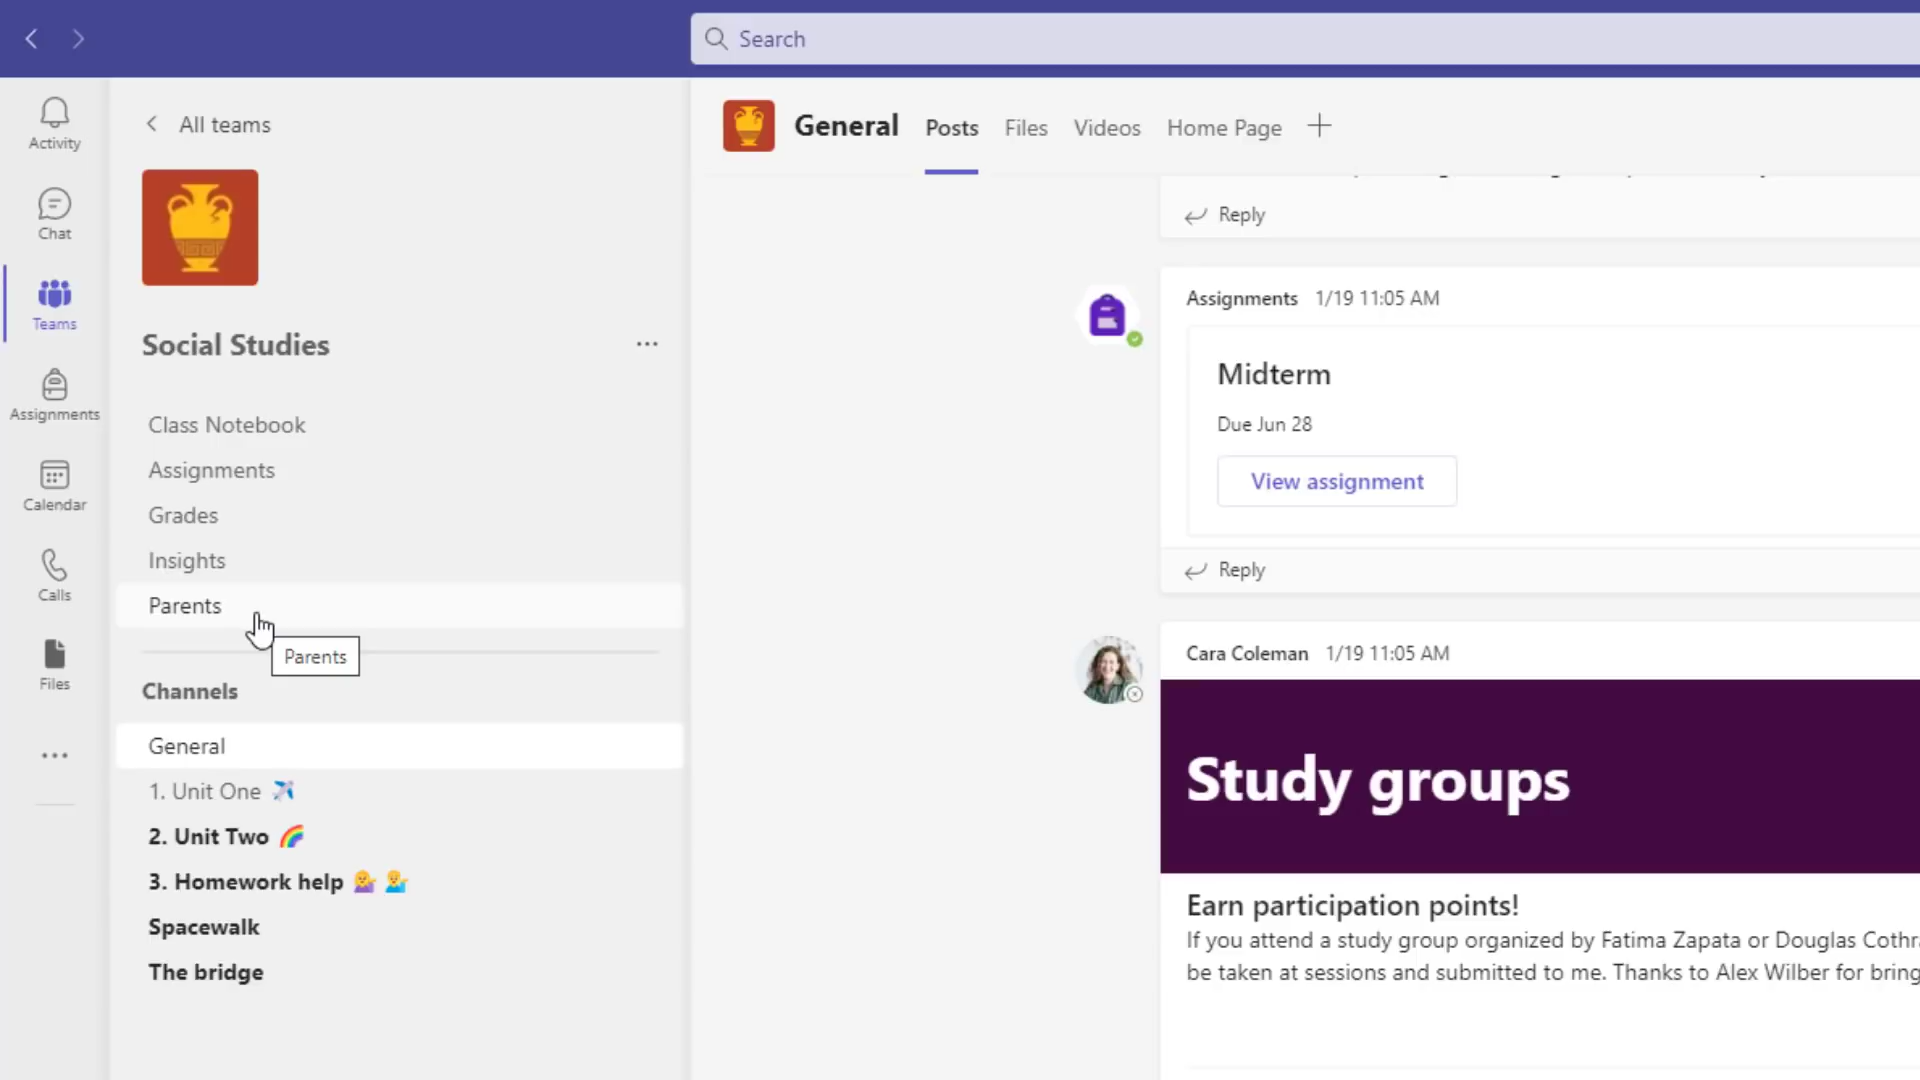 Search
Activity
Chat
Teams
Assignments
Calendar
Calls
Files
All teams
Social Studies
Class Notebook
Assignments
Grades
Insights
Parents
Parents
Channels
General
1. Unit One ✈️
2. Unit Two 🌈
3. Homework help 💁‍♀️ 💁‍♂️
Spacewalk
The bridge
General Posts Files Videos Home Page
Reply
Assignments 1/19 11:05 AM
Midterm
Due Jun 28
View assignment
Reply
Cara Coleman 1/19 11:05 AM
Study groups
Earn participation points!
If you attend a study group organized by Fatima Zapata or Douglas Cothr
be taken at sessions and submitted to me. Thanks to Alex Wilber for bring